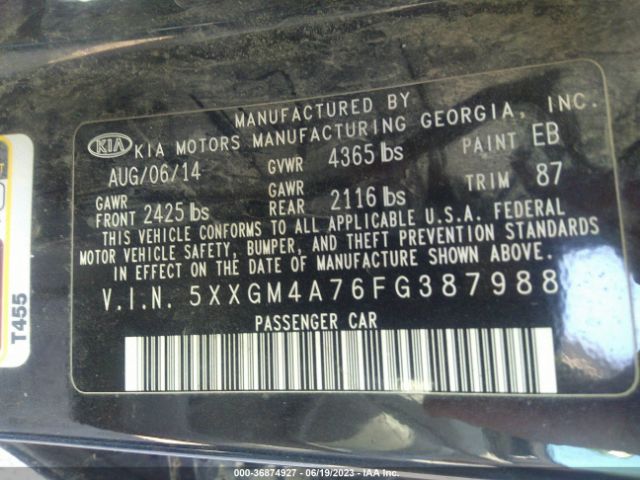 MANUFACTURED BY
KIA KIA MOTORS MANUFACTURING GEORGIA, INC.
AUG/06/14 GVWR 4365 lbs PAINT EB
GAWR FRONT 2425 lbs GAWR REAR 2116 lbs TRIM 87
THIS VEHICLE CONFORMS TO ALL APPLICABLE U.S.A. FEDERAL
MOTOR VEHICLE SAFETY, BUMPER, AND THEFT PREVENTION STANDARDS
IN EFFECT ON THE DATE OF MANUFACTURE SHOWN ABOVE.
V.I.N. 5XXGM4A76FG387988
PASSENGER CAR
T455
000-36874927 - 06/19/2023 - IAA Inc.